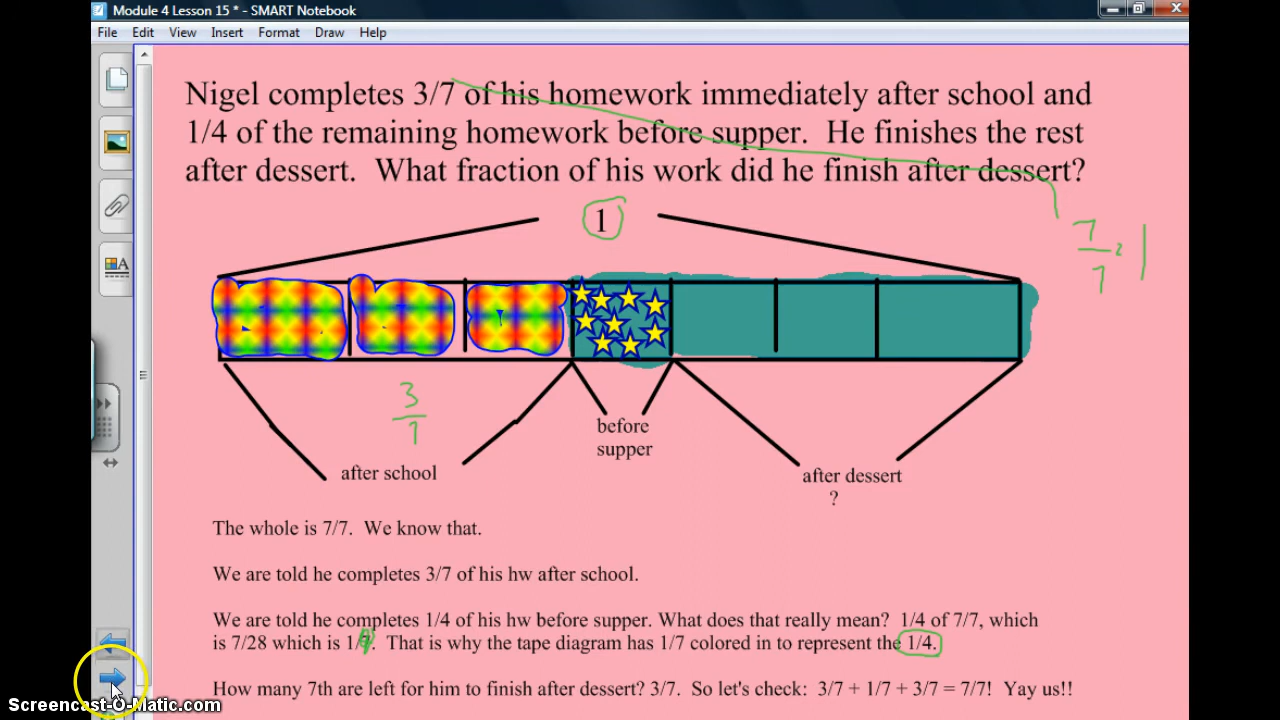 Module 4 Lesson 15 * - SMART Notebook
File Edit View Insert Format Draw Help
Nigel completes 3/7 of his homework immediately after school and
1/4 of the remaining homework before supper. He finishes the rest
after dessert. What fraction of his work did he finish after dessert?
1
7/7 = 1
3/7
before
supper
after school
after dessert
?
The whole is 7/7. We know that.
We are told he completes 3/7 of his hw after school.
We are told he completes 1/4 of his hw before supper. What does that really mean? 1/4 of 7/7, which
is 7/28 which is That is why the tape diagram has 1/7 colored in to represent the 1/4.
How many 7th are left for him to finish after dessert? 3/7. So let's check: 3/7 + 1/7 + 3/7 = 7/7! Yay us!!
Screencast-O-Matic.com